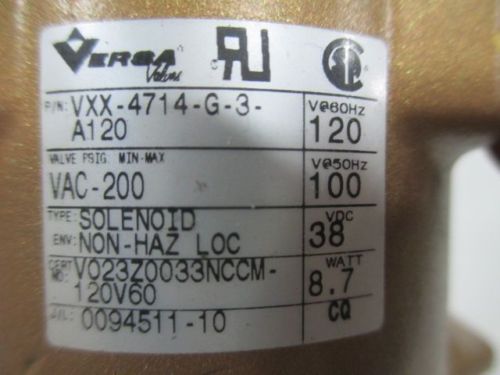 VERSA
Valves
P/N: VXX-4714-G-3-
A120
V@60Hz
120
VALVE PSIG. MIN-MAX
VAC-200
V@50Hz
100
TYPE: SOLENOID
ENV: NON-HAZ LOC
VDC
38
CERT NO: V023Z0033NCCM-
120V60
WATT
8.7
0094511-10
CQ